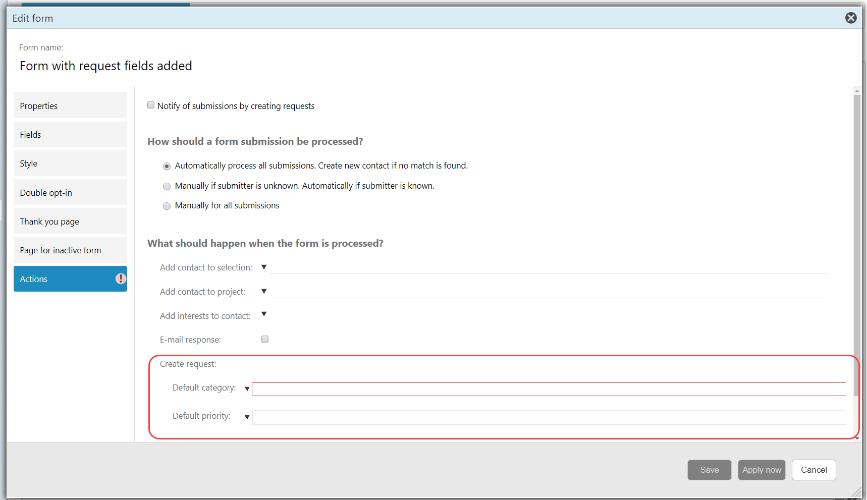 Edit form
Form name:
Form with request fields added
Properties
Fields
Style
Double opt-in
Thank you page
Page for inactive form
Actions
!
Notify of submissions by creating requests
How should a form submission be processed?
Automatically process all submissions. Create new contact if no match is found.
Manually if submitter is unknown. Automatically if submitter is known.
Manually for all submissions
What should happen when the form is processed?
Add contact to selection:
Add contact to project:
Add interests to contact:
E-mail response:
Create request:
Default category:
Default priority:
Save Apply now Cancel